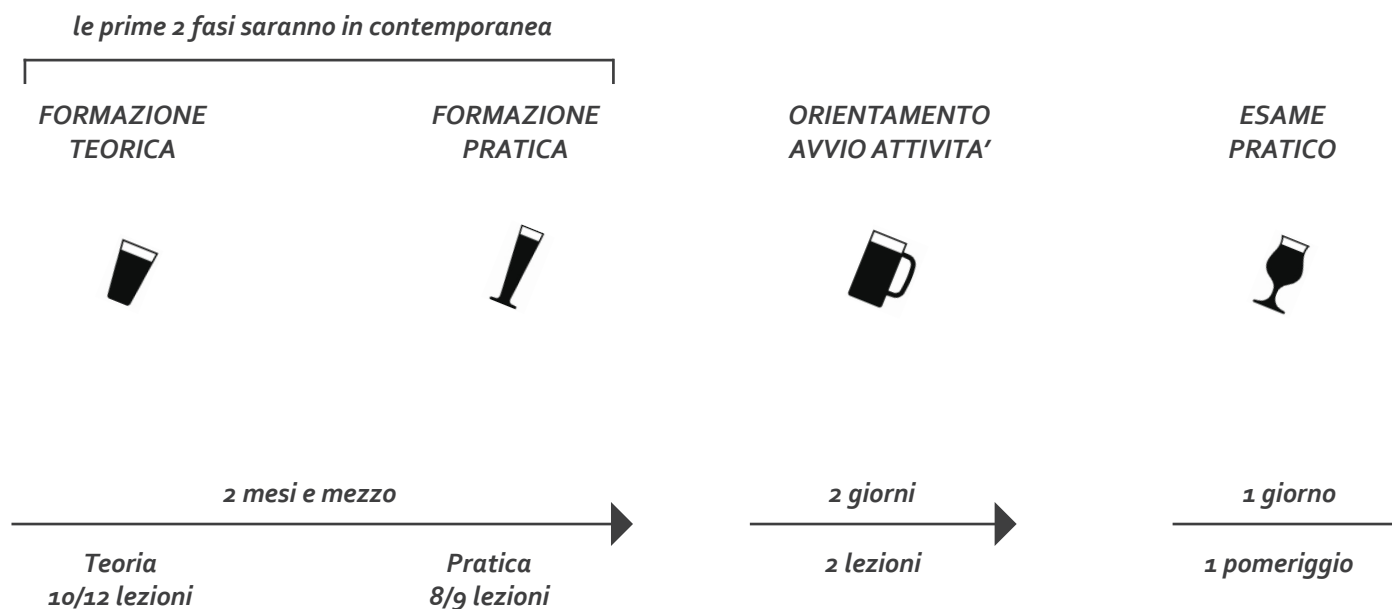 le prime 2 fasi saranno in contemporanea
FORMAZIONE
TEORICA
FORMAZIONE
PRATICA
ORIENTAMENTO
AVVIO ATTIVITA’
ESAME
PRATICO
2 mesi e mezzo
2 giorni
1 giorno
Teoria
10/12 lezioni
Pratica
8/9 lezioni
2 lezioni
1 pomeriggio